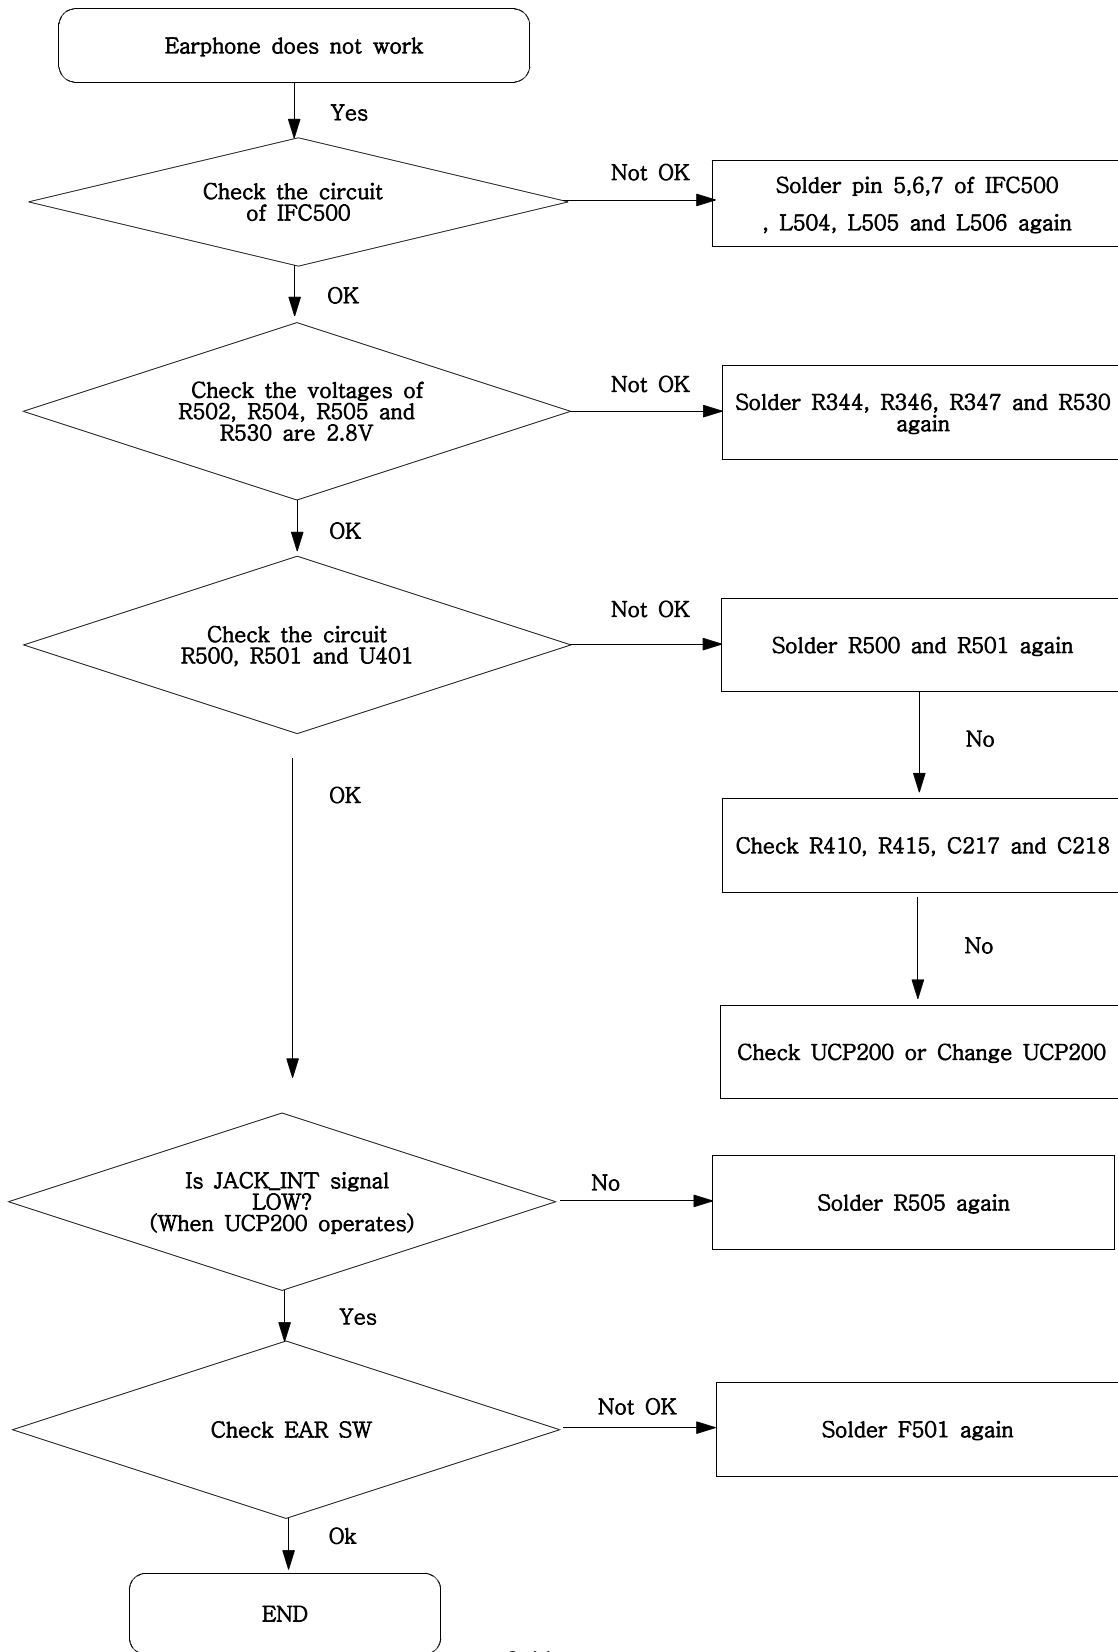 Earphone does not work
Yes
Check the circuit
of IFC500
Not OK
Solder pin 5,6,7 of IFC500
, L504, L505 and L506 again
OK
Check the voltages of
R502, R504, R505 and
R530 are 2.8V
Not OK
Solder R344, R346, R347 and R530
again
OK
Check the circuit
R500, R501 and U401
Not OK
Solder R500 and R501 again
No
OK
Check R410, R415, C217 and C218
No
Check UCP200 or Change UCP200
Is JACK_INT signal
LOW?
(When UCP200 operates)
No
Solder R505 again
Yes
Check EAR SW
Not OK
Solder F501 again
Ok
END